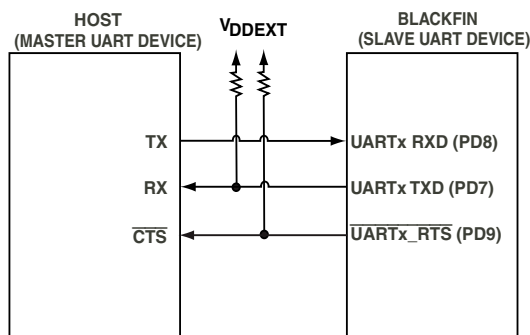 HOST
(MASTER UART DEVICE)
VDDEXT
BLACKFIN
(SLAVE UART DEVICE)
TX
UARTx RXD (PD8)
RX
UARTx TXD (PD7)
CTS
UARTx_RTS (PD9)